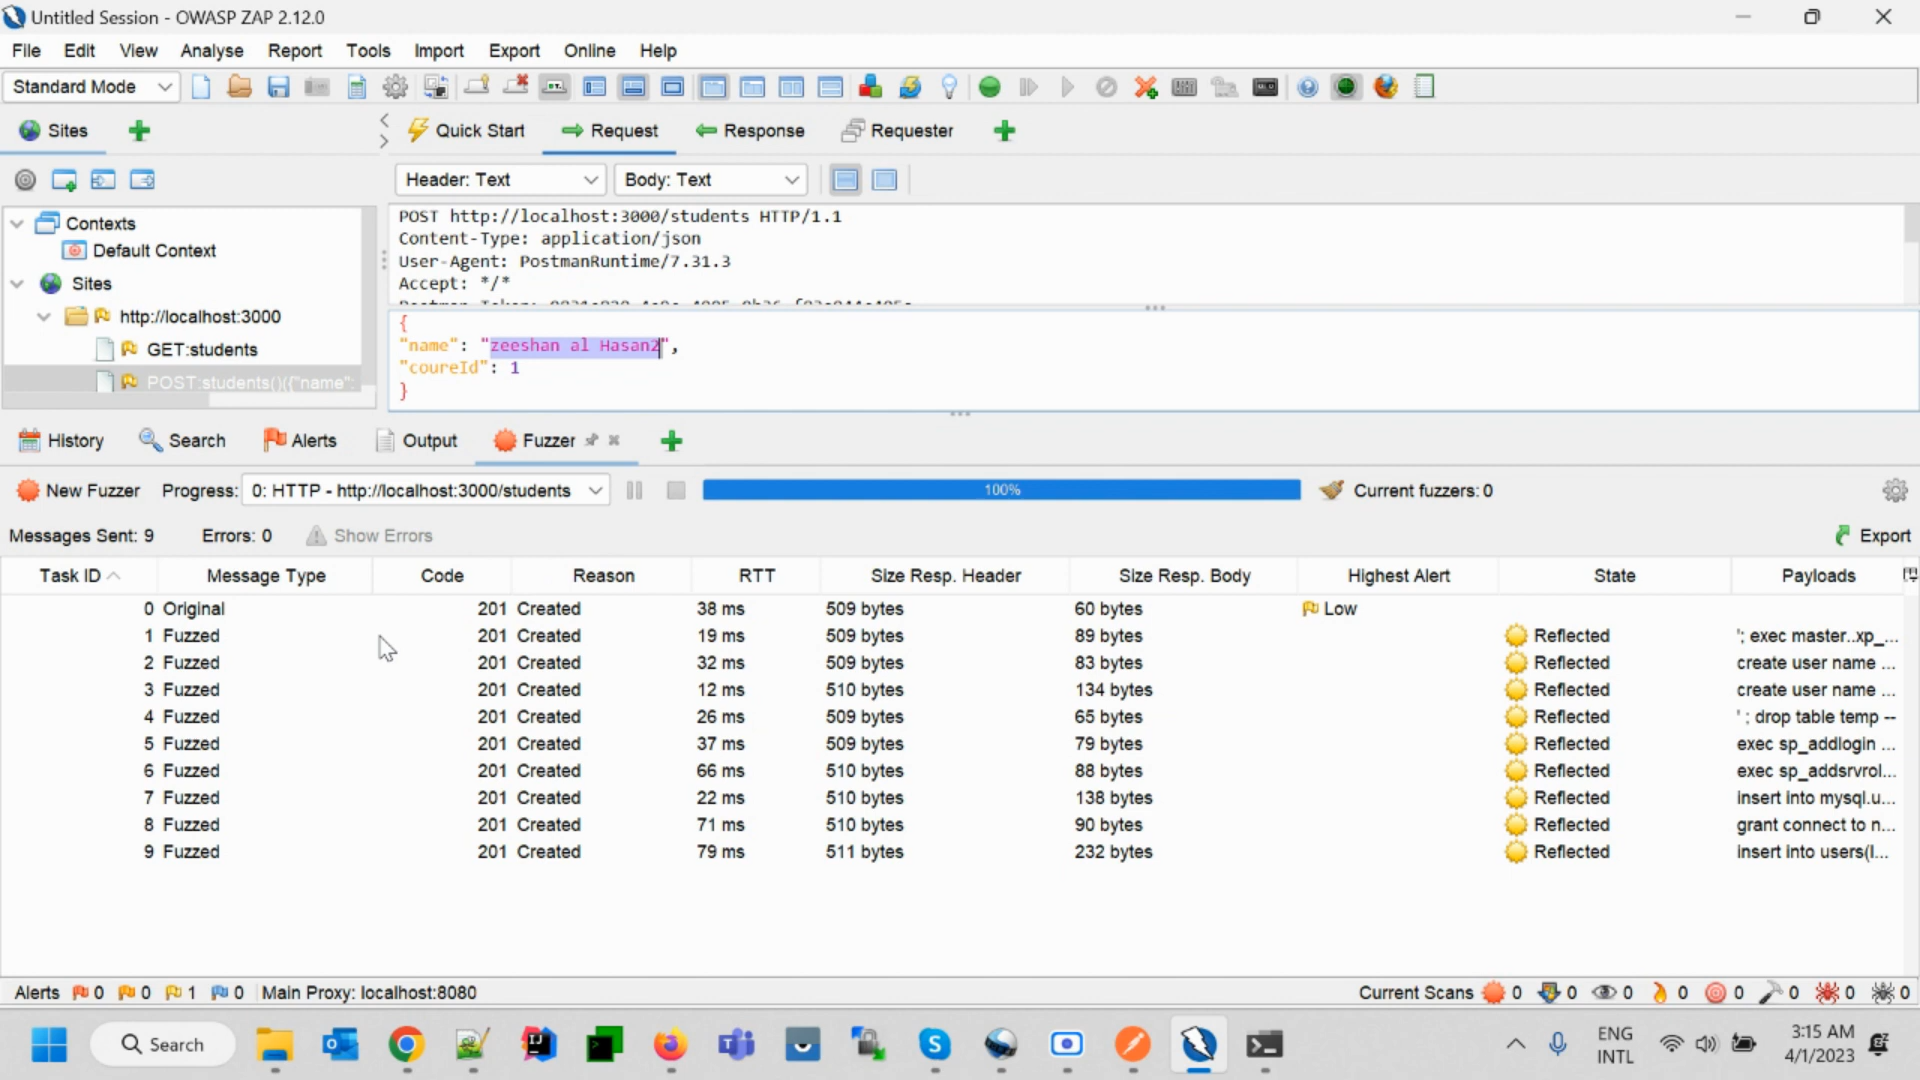 Untitled Session - OWASP ZAP 2.12.0
File Edit View Analyse Report Tools Import Export Online Help
Standard Mode
Sites
Quick Start Request Response Requester
Header: Text Body: Text
Contexts
Default Context
Sites
http://localhost:3000
GET:students
POST:students()({"name":
POST http://localhost:3000/students HTTP/1.1
Content-Type: application/json
User-Agent: PostmanRuntime/7.31.3
Accept: */*
{
"name": "zeeshan al Hasan2",
"coureId": 1
}
History Search Alerts Output Fuzzer
New Fuzzer Progress: 0: HTTP - http://localhost:3000/students 100% Current fuzzers: 0
Messages Sent: 9 Errors: 0 Show Errors Export
Task ID Message Type Code Reason RTT Size Resp. Header Size Resp. Body Highest Alert State Payloads
0 Original 201 Created 38 ms 509 bytes 60 bytes Low
1 Fuzzed 201 Created 19 ms 509 bytes 89 bytes Reflected '; exec master..xp_...
2 Fuzzed 201 Created 32 ms 509 bytes 83 bytes Reflected create user name ...
3 Fuzzed 201 Created 12 ms 510 bytes 134 bytes Reflected create user name ...
4 Fuzzed 201 Created 26 ms 509 bytes 65 bytes Reflected ' ; drop table temp --
5 Fuzzed 201 Created 37 ms 509 bytes 79 bytes Reflected exec sp_addlogin ...
6 Fuzzed 201 Created 66 ms 510 bytes 88 bytes Reflected exec sp_addsrvrol...
7 Fuzzed 201 Created 22 ms 510 bytes 138 bytes Reflected insert into mysql.u...
8 Fuzzed 201 Created 71 ms 510 bytes 90 bytes Reflected grant connect to n...
9 Fuzzed 201 Created 79 ms 511 bytes 232 bytes Reflected insert into users(l...
Alerts 0 0 1 0 Main Proxy: localhost:8080 Current Scans 0 0 0 0 0 0 0 0
Search
ENG
INTL
3:15 AM
4/1/2023